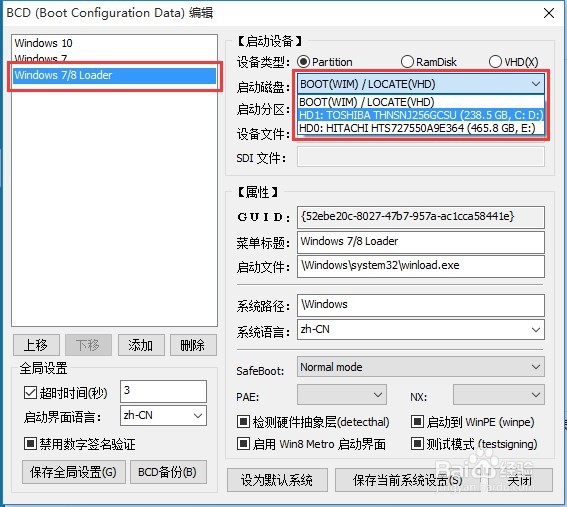 BCD (Boot Configuration Data) 编辑
Windows 10
Windows 7
Windows 7/8 Loader
上移
下移
添加
删除
全局设置
超时时间(秒)
3
启动界面语言:
zh-CN
禁用数字签名验证
保存全局设置(G)
BCD备份(B)
【启动设备】
设备类型:
Partition
RamDisk
VHD(X)
启动磁盘:
BOOT(WIM) / LOCATE(VHD)
BOOT(WIM) / LOCATE(VHD)
HD1: TOSHIBA THNSNJ256GCSU (238.5 GB, C: D:)
HD0: HITACHI HTS727550A9E364 (465.8 GB, E:)
启动分区:
设备文件:
SDI 文件:
【属性】
GUID:
{52ebe20c-8027-47b7-957a-ac1cca58441e}
菜单标题:
Windows 7/8 Loader
启动文件:
\Windows\system32\winload.exe
系统路径:
\Windows
系统语言:
zh-CN
SafeBoot:
Normal mode
PAE:
NX:
检测硬件抽象层(detecthal)
启动到 WinPE (winpe)
启用 Win8 Metro 启动界面
测试模式 (testsigning)
设为默认系统
保存当前系统设置(S)
关闭
Baidu 经验